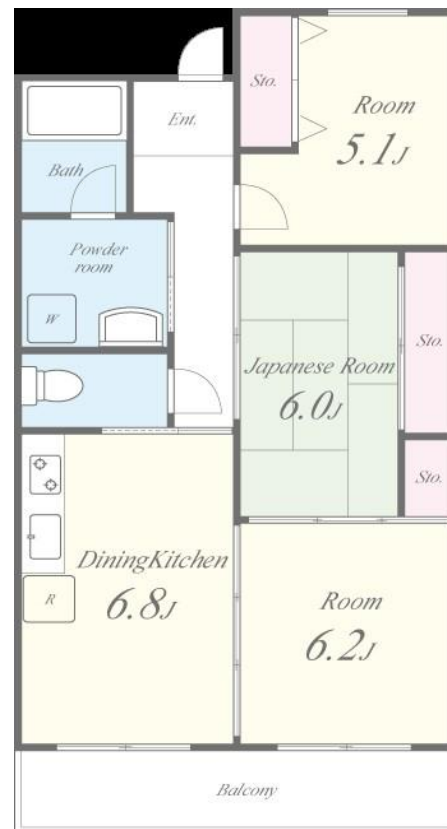 Sto.
Room
5.1J
Ent.
Bath
Powder
room
W
Sto.
Japanese Room
6.0J
Sto.
DiningKitchen
6.8J
R
Room
6.2J
Balcony